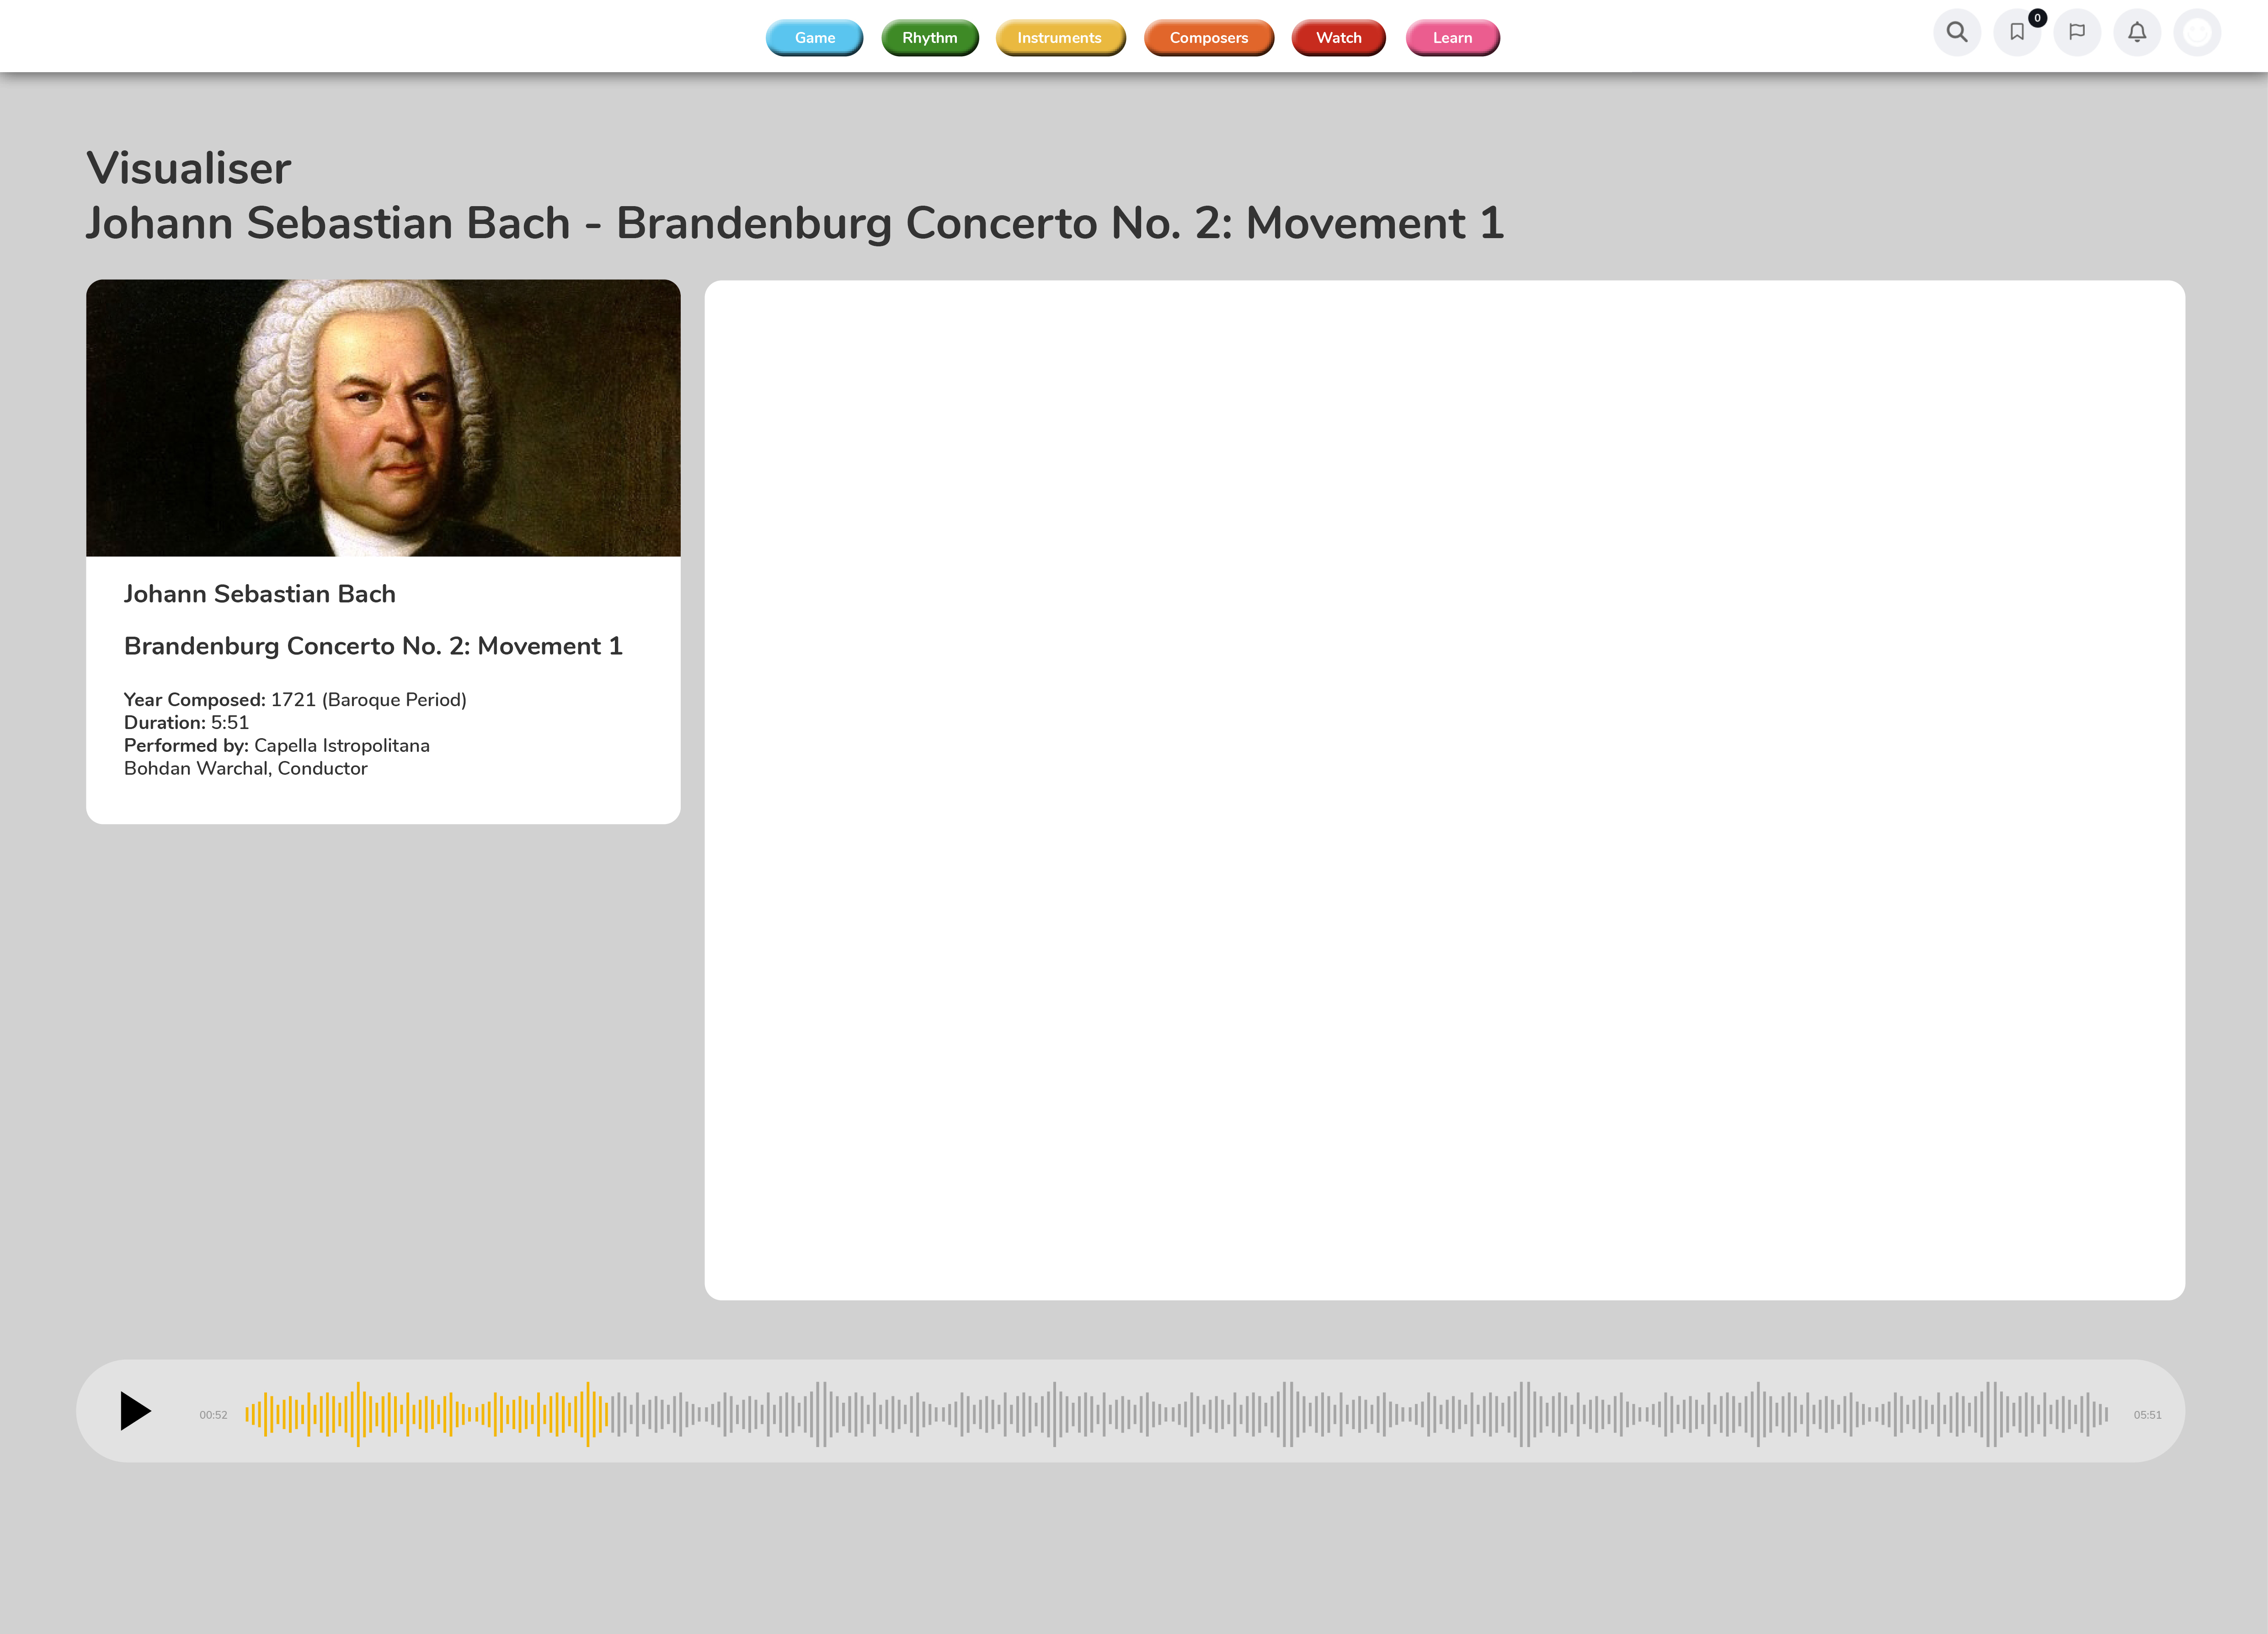 Game Rhythm Instruments Composers Watch Learn 0
Visualiser
Johann Sebastian Bach - Brandenburg Concerto No. 2: Movement 1
Johann Sebastian Bach
Brandenburg Concerto No. 2: Movement 1
Year Composed: 1721 (Baroque Period)
Duration: 5:51
Performed by: Capella Istropolitana
Bohdan Warchal, Conductor
00:52 05:51